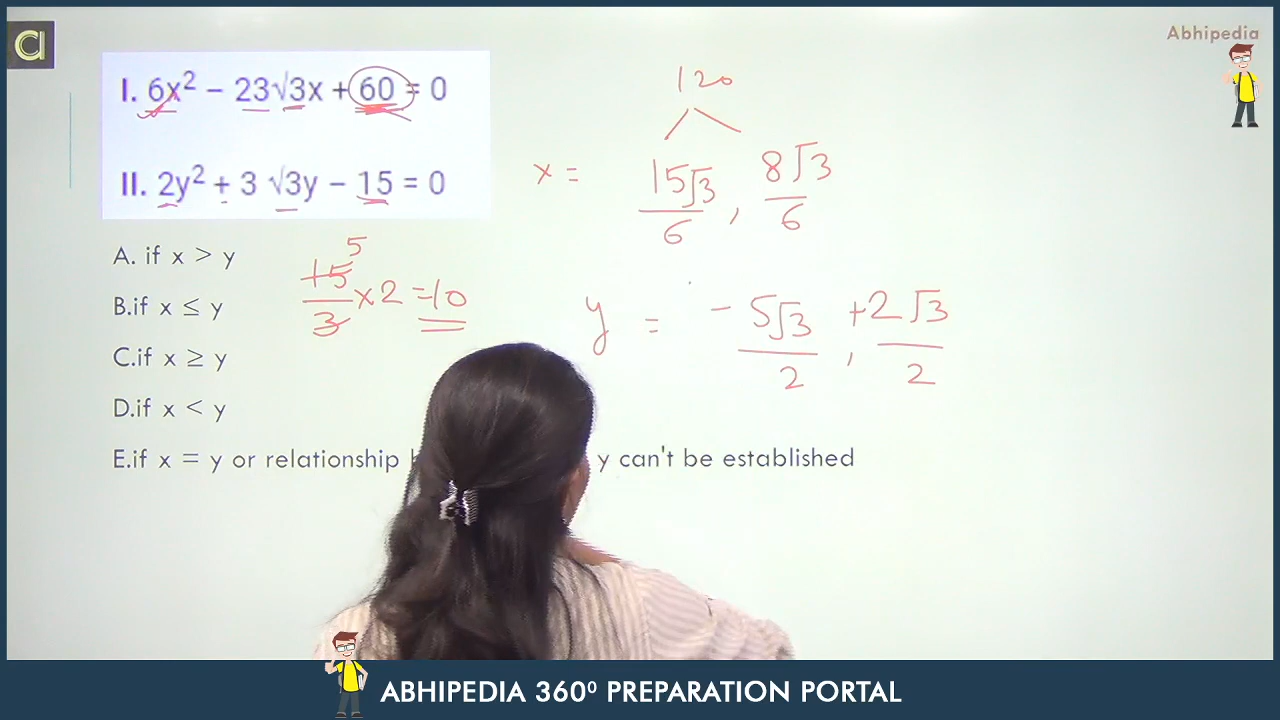 Abhipedia
I. 6x² − 23√3x + 60 = 0
II. 2y² + 3 √3y − 15 = 0
120
x = 15√3/6 , 8√3/6
A. if x > y
15/3 5 x 2 = -10
B.if x ≤ y
y = - 5√3/2 , +2√3/2
C.if x ≥ y
D.if x < y
E.if x = y or relationship y can't be established
ABHIPEDIA 360⁰ PREPARATION PORTAL